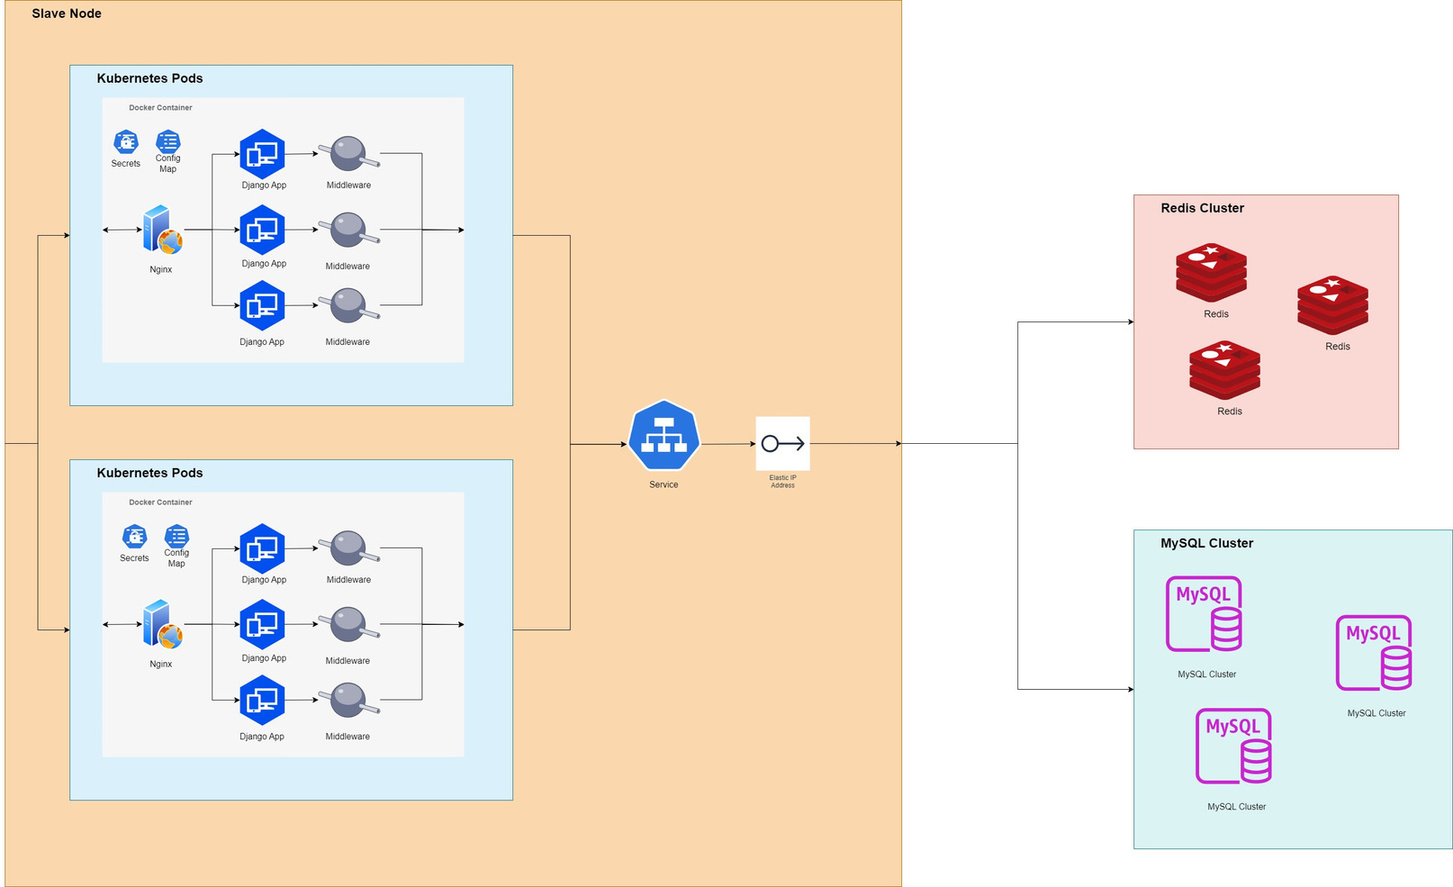 Slave Node
Kubernetes Pods
Docker Container
Secrets
Config
Map
Django App
Middleware
Nginx
Django App
Middleware
Django App
Middleware
Kubernetes Pods
Docker Container
Secrets
Config
Map
Django App
Middleware
Nginx
Django App
Middleware
Django App
Middleware
Service
Elastic IP
Address
Redis Cluster
Redis
Redis
Redis
MySQL Cluster
MySQL
MySQL Cluster
MySQL
MySQL Cluster
MySQL
MySQL Cluster